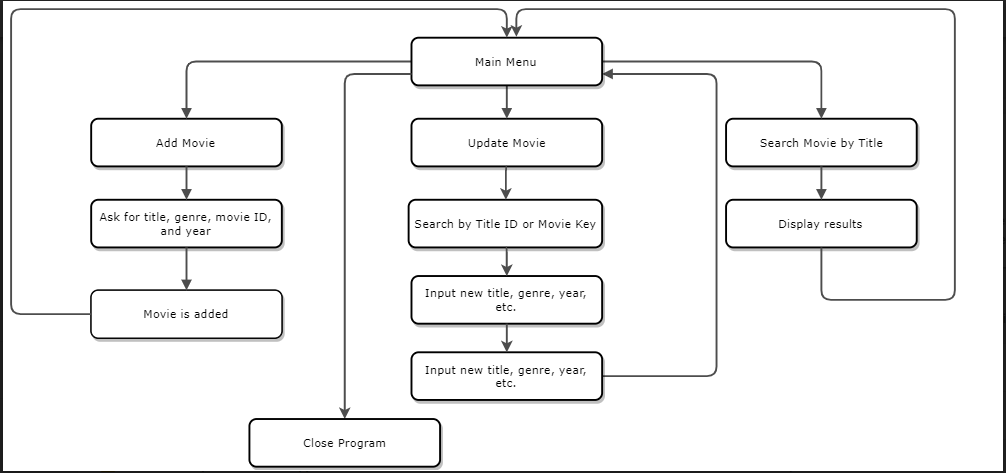 Main Menu
Add Movie
Update Movie
Search Movie by Title
Ask for title, genre, movie ID,
and year
Search by Title ID or Movie Key
Display results
Movie is added
Input new title, genre, year,
etc.
Input new title, genre, year,
etc.
Close Program